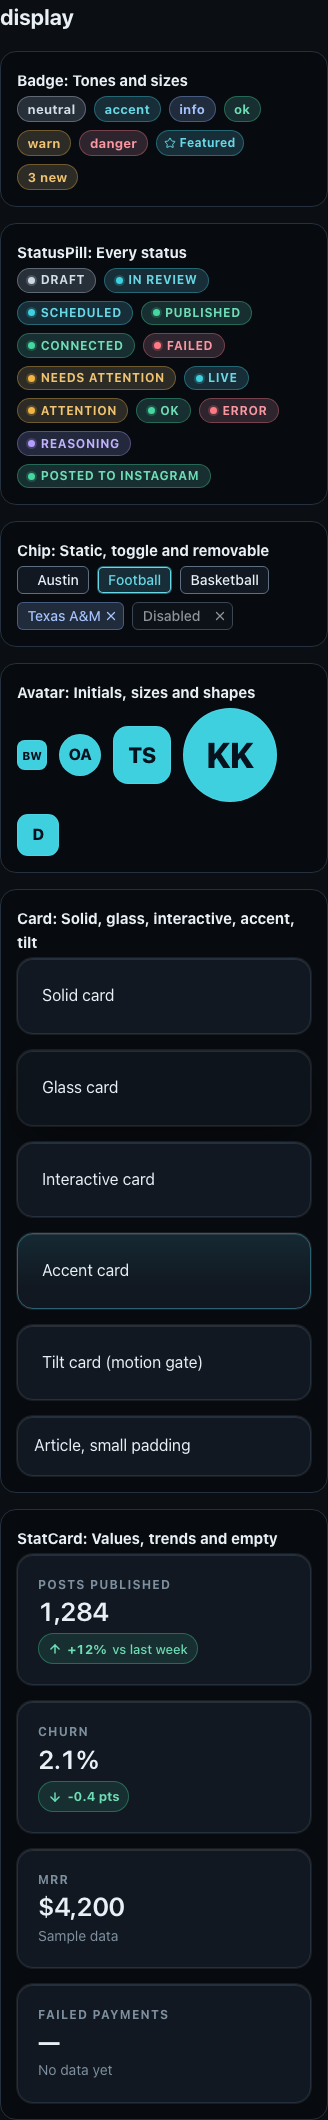 display
Badge: Tones and sizes
neutral accent info ok
warn danger Featured
3 new
StatusPill: Every status
DRAFT IN REVIEW
SCHEDULED PUBLISHED
CONNECTED FAILED
NEEDS ATTENTION LIVE
ATTENTION OK ERROR
REASONING
POSTED TO INSTAGRAM
Chip: Static, toggle and removable
Austin Football Basketball
Texas A&M × Disabled ×
Avatar: Initials, sizes and shapes
BW OA TS KK
D
Card: Solid, glass, interactive, accent,
tilt
Solid card
Glass card
Interactive card
Accent card
Tilt card (motion gate)
Article, small padding
StatCard: Values, trends and empty
POSTS PUBLISHED
1,284
↑ +12% vs last week
CHURN
2.1%
↓ -0.4 pts
MRR
$4,200
Sample data
FAILED PAYMENTS
—
No data yet